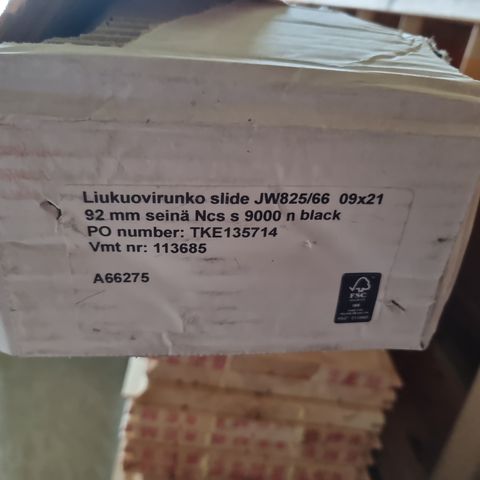 Liukuovirunko slide JW825/66 09x21
92 mm seinä Ncs s 9000 n black
PO number: TKE135714
Vmt nr: 113685
A66275
FSC